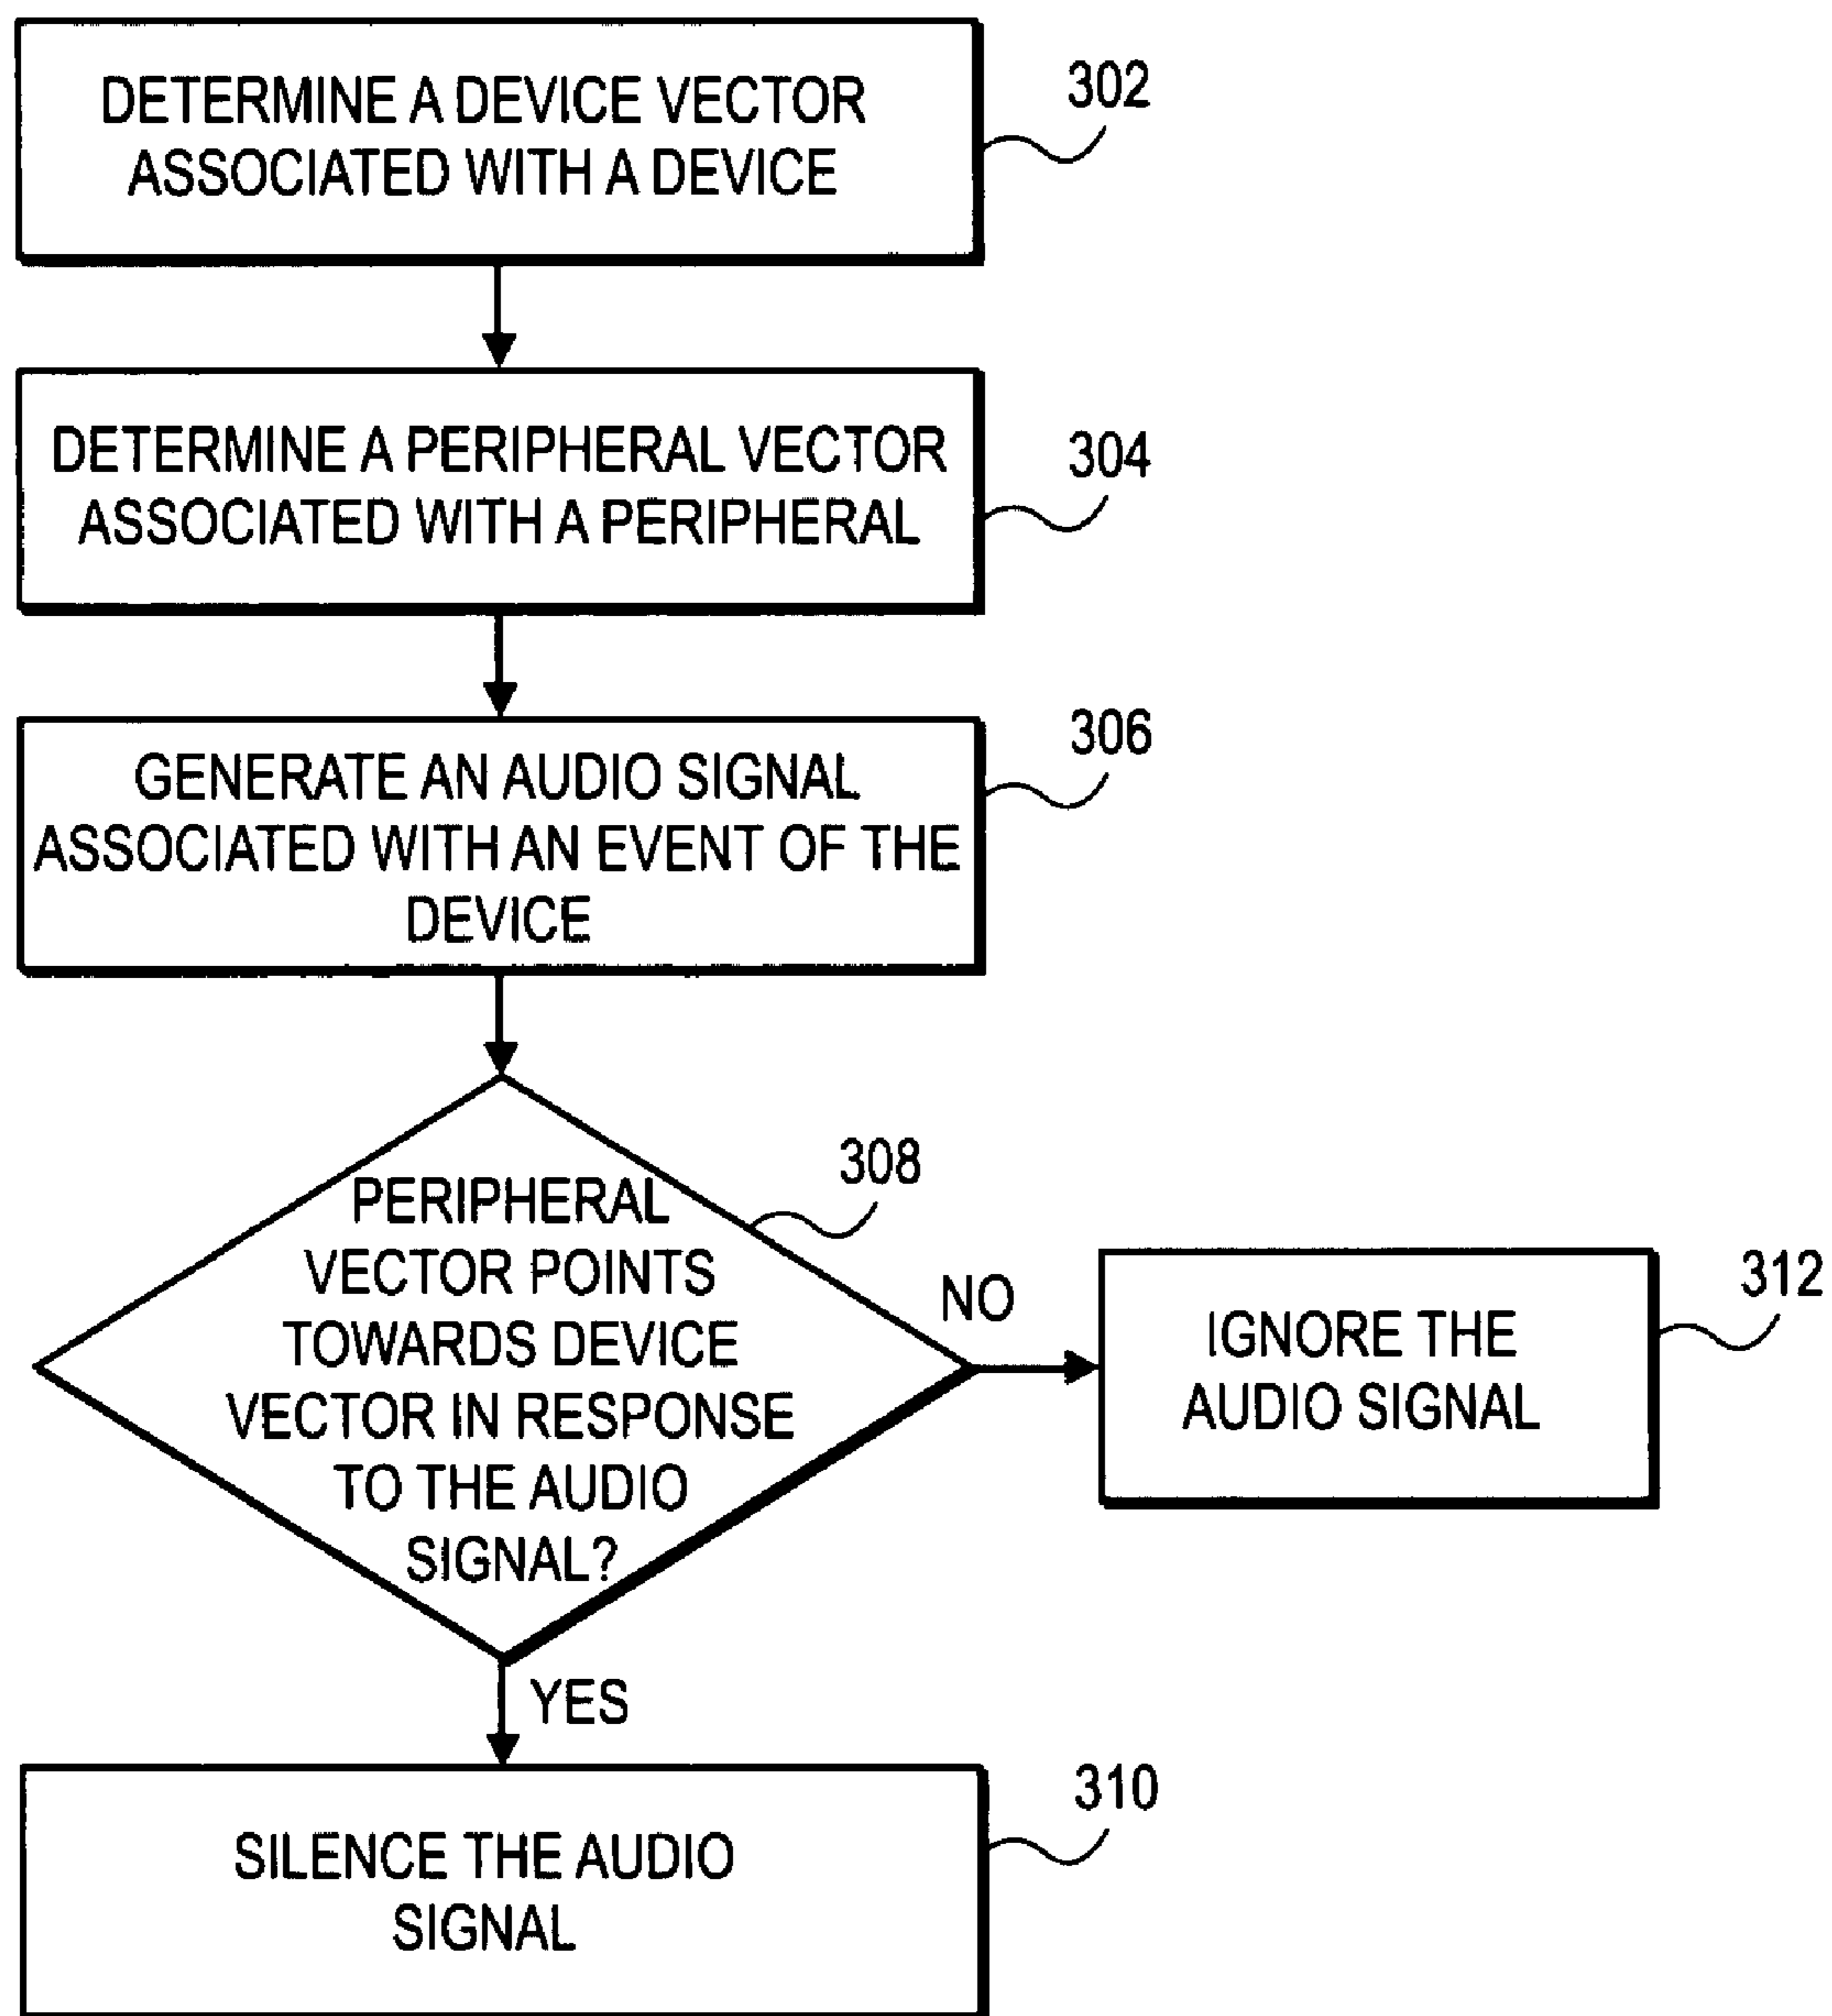 DETERMINE A DEVICE VECTOR
ASSOCIATED WITH A DEVICE
302
DETERMINE A PERIPHERAL VECTOR
ASSOCIATED WITH A PERIPHERAL
304
GENERATE AN AUDIO SIGNAL
ASSOCIATED WITH AN EVENT OF THE
DEVICE
306
PERIPHERAL
VECTOR POINTS
TOWARDS DEVICE
VECTOR IN RESPONSE
TO THE AUDIO
SIGNAL?
308
NO
IGNORE THE
AUDIO SIGNAL
312
YES
SILENCE THE AUDIO
SIGNAL
310